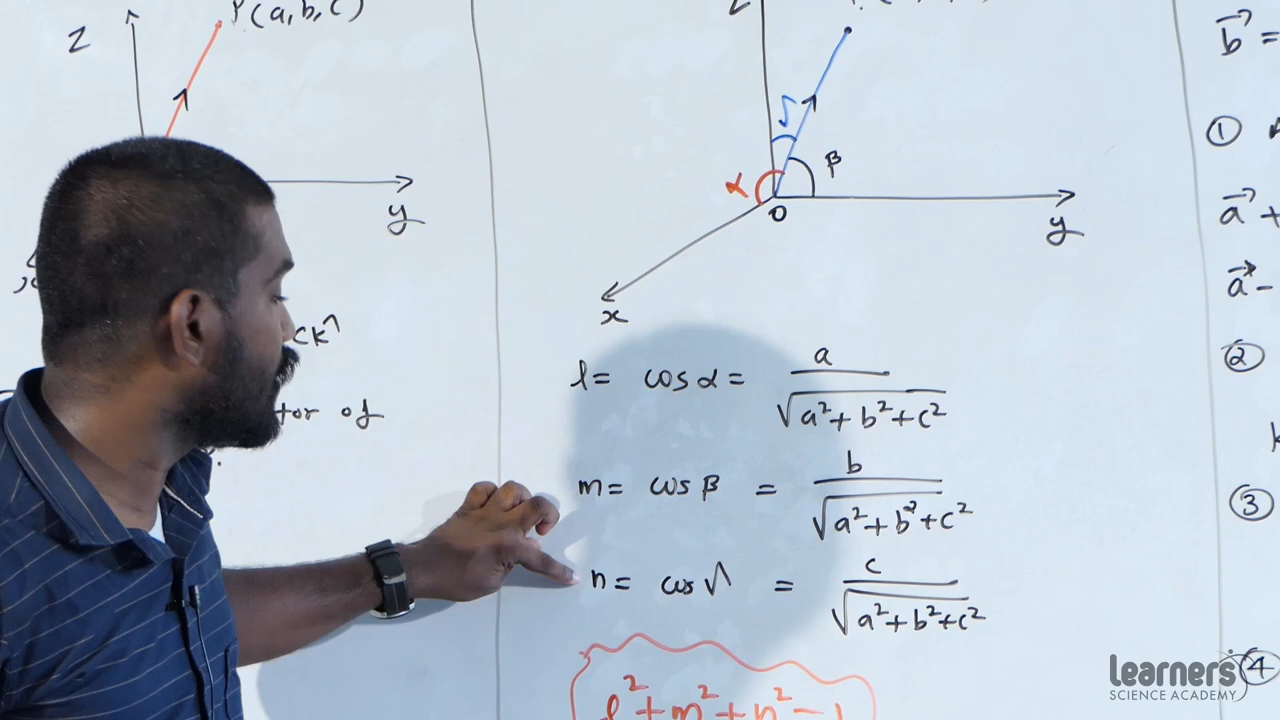 P(a,b,c)
z
y
ck^
tor of
z
γ
α
β
0
y
x
l = cos α = a / √(a²+b²+c²)
m = cos β = b / √(a²+b²+c²)
n = cos γ = c / √(a²+b²+c²)
l²+m²+n² = 1
b⃗ =
①
a⃗ +
a⃗ -
②
③
④
learners
SCIENCE ACADEMY